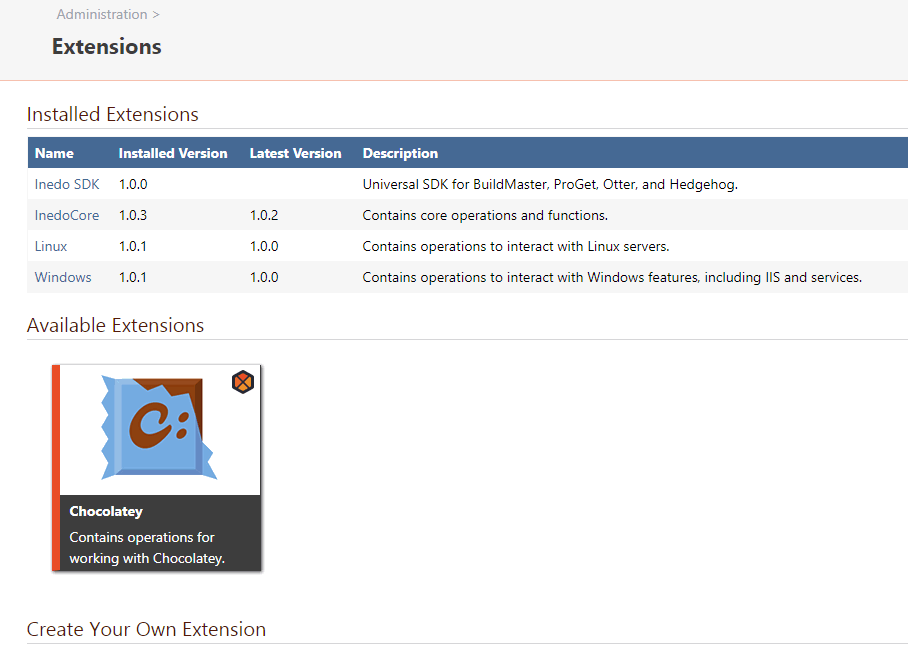 Administration >
Extensions
Installed Extensions
Name Installed Version Latest Version Description
Inedo SDK 1.0.0 Universal SDK for BuildMaster, ProGet, Otter, and Hedgehog.
InedoCore 1.0.3 1.0.2 Contains core operations and functions.
Linux 1.0.1 1.0.0 Contains operations to interact with Linux servers.
Windows 1.0.1 1.0.0 Contains operations to interact with Windows features, including IIS and services.
Available Extensions
C:
Chocolatey
Contains operations for
working with Chocolatey.
Create Your Own Extension